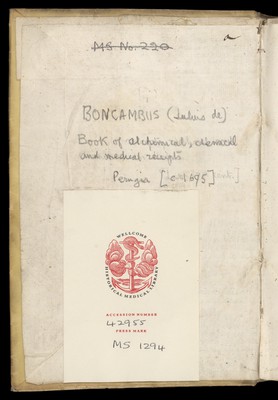 MS No. 220
BONCAMBIIS (Julius de)
Book of alchemical, chemical
and medical receipts
Perugia [c. 1695]
WELLCOME
HISTORICAL MEDICAL LIBRARY
ACCESSION NUMBER
42955
PRESS MARK
MS 1294